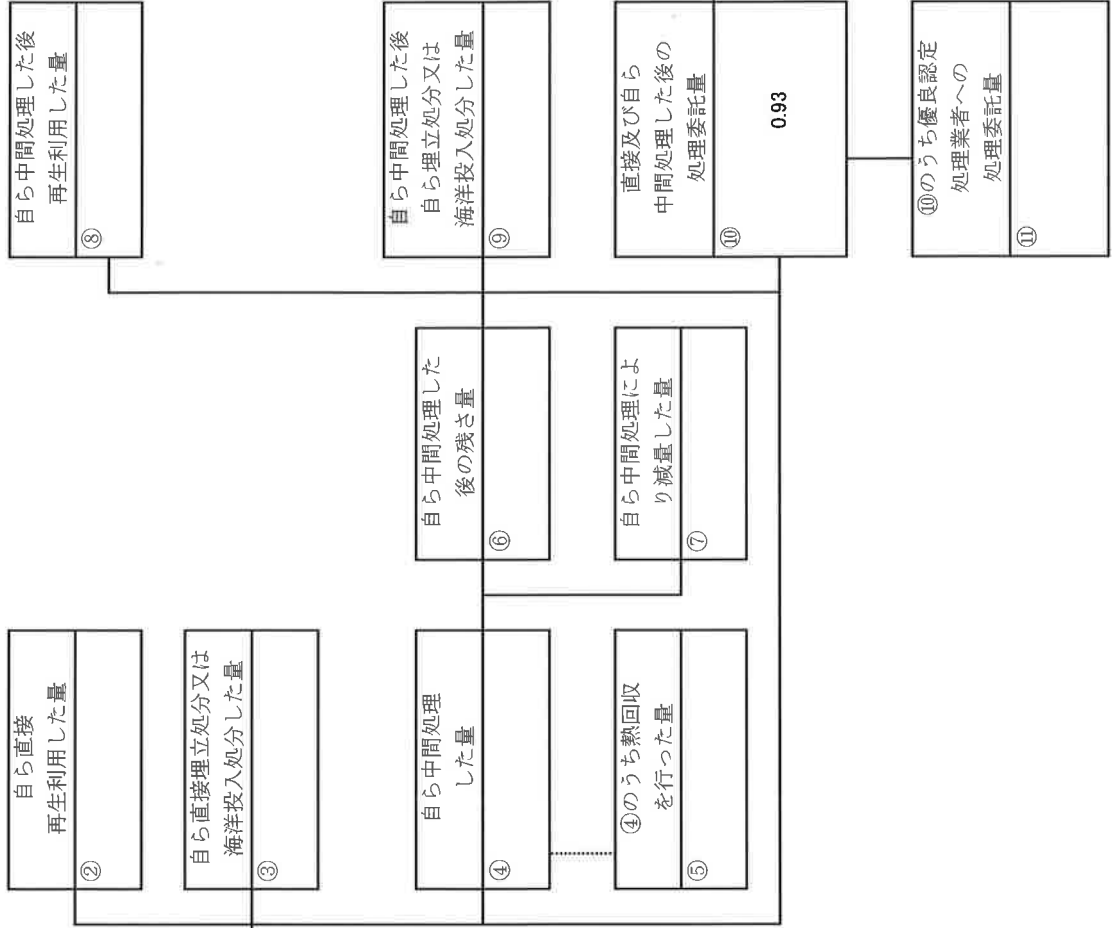 自ら直接
再生利用した量
②
自ら直接埋立処分又は
海洋投入処分した量
③
自ら中間処理
した量
④
④のうち熱回収
を行った量
⑤
自ら中間処理した
後の残さ量
⑥
自ら中間処理によ
り減量した量
⑦
自ら中間処理した後
再生利用した量
⑧
自ら中間処理した後
自ら埋立処分又は
海洋投入処分した量
⑨
直接及び自ら
中間処理した後の
処理委託量
⑩
0.93
⑩のうち優良認定
処理業者への
処理委託量
⑪